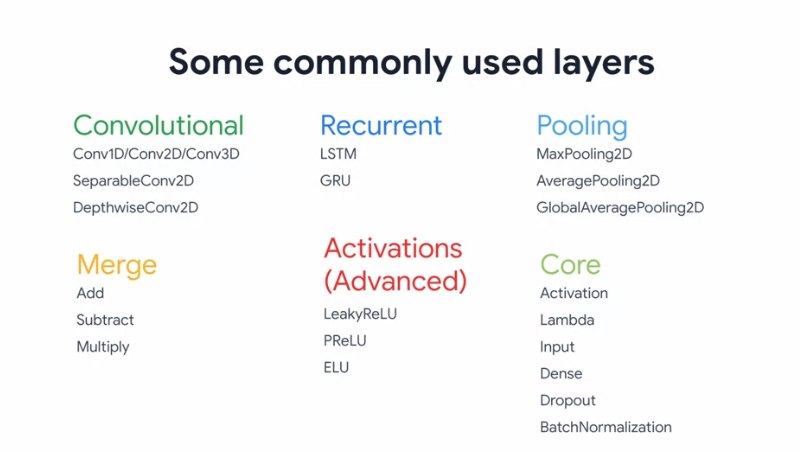 Some commonly used layers
Convolutional
Conv1D/Conv2D/Conv3D
SeparableConv2D
DepthwiseConv2D
Recurrent
LSTM
GRU
Pooling
MaxPooling2D
AveragePooling2D
GlobalAveragePooling2D
Merge
Add
Subtract
Multiply
Activations
(Advanced)
LeakyReLU
PReLU
ELU
Core
Activation
Lambda
Input
Dense
Dropout
BatchNormalization